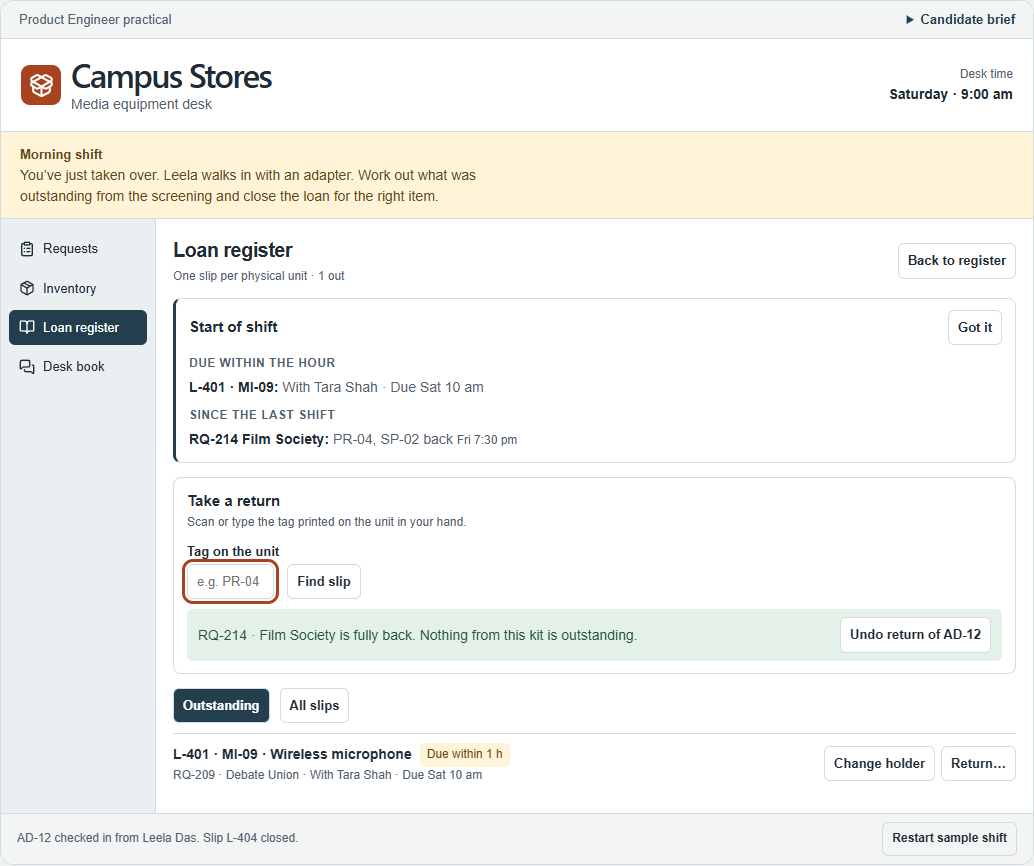 Product Engineer practical
Candidate brief
Campus Stores
Media equipment desk
Desk time
Saturday · 9:00 am
Morning shift
You’ve just taken over. Leela walks in with an adapter. Work out what was
outstanding from the screening and close the loan for the right item.
Requests
Inventory
Loan register
Desk book
Loan register
One slip per physical unit · 1 out
Back to register
Start of shift
Got it
DUE WITHIN THE HOUR
L-401 · MI-09: With Tara Shah · Due Sat 10 am
SINCE THE LAST SHIFT
RQ-214 Film Society: PR-04, SP-02 back Fri 7:30 pm
Take a return
Scan or type the tag printed on the unit in your hand.
Tag on the unit
e.g. PR-04
Find slip
RQ-214 · Film Society is fully back. Nothing from this kit is outstanding.
Undo return of AD-12
Outstanding
All slips
L-401 · MI-09 · Wireless microphone
Due within 1 h
RQ-209 · Debate Union · With Tara Shah · Due Sat 10 am
Change holder
Return…
AD-12 checked in from Leela Das. Slip L-404 closed.
Restart sample shift